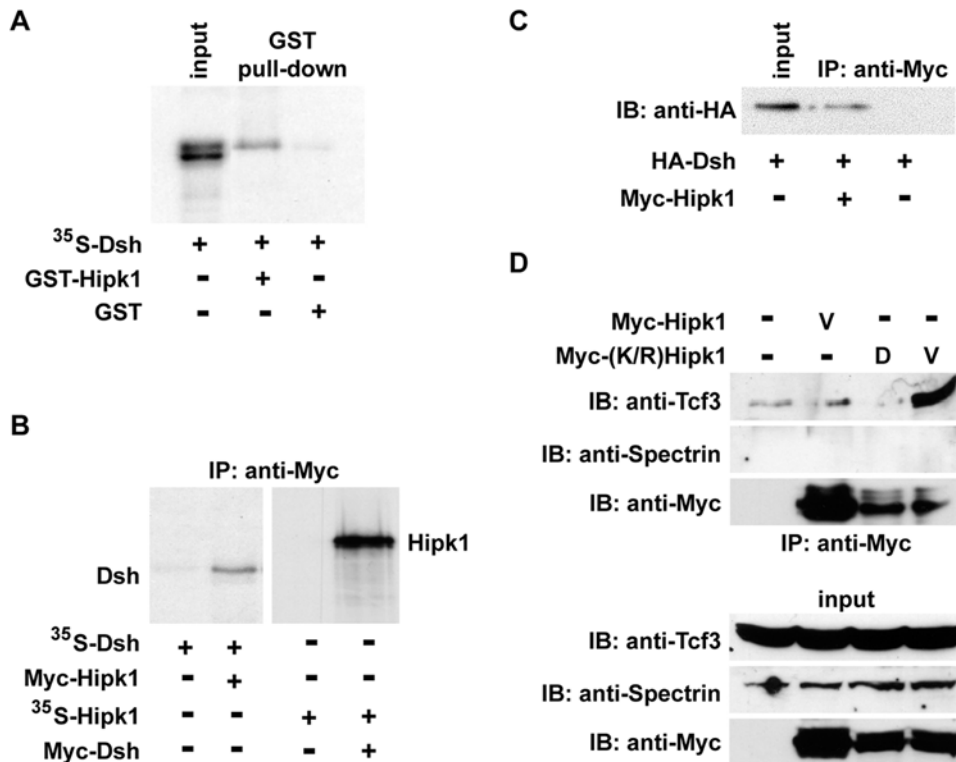 A
input
GST
pull-down
35S-Dsh + + +
GST-Hipk1 - + -
GST - - +
B
IP: anti-Myc
Dsh
Hipk1
35S-Dsh + + - -
Myc-Hipk1 - + - -
35S-Hipk1 - - + +
Myc-Dsh - - - +
C
input
IP: anti-Myc
IB: anti-HA
HA-Dsh + + +
Myc-Hipk1 - + -
D
Myc-Hipk1 - V - -
Myc-(K/R)Hipk1 - - D V
IB: anti-Tcf3
IB: anti-Spectrin
IB: anti-Myc
IP: anti-Myc
input
IB: anti-Tcf3
IB: anti-Spectrin
IB: anti-Myc